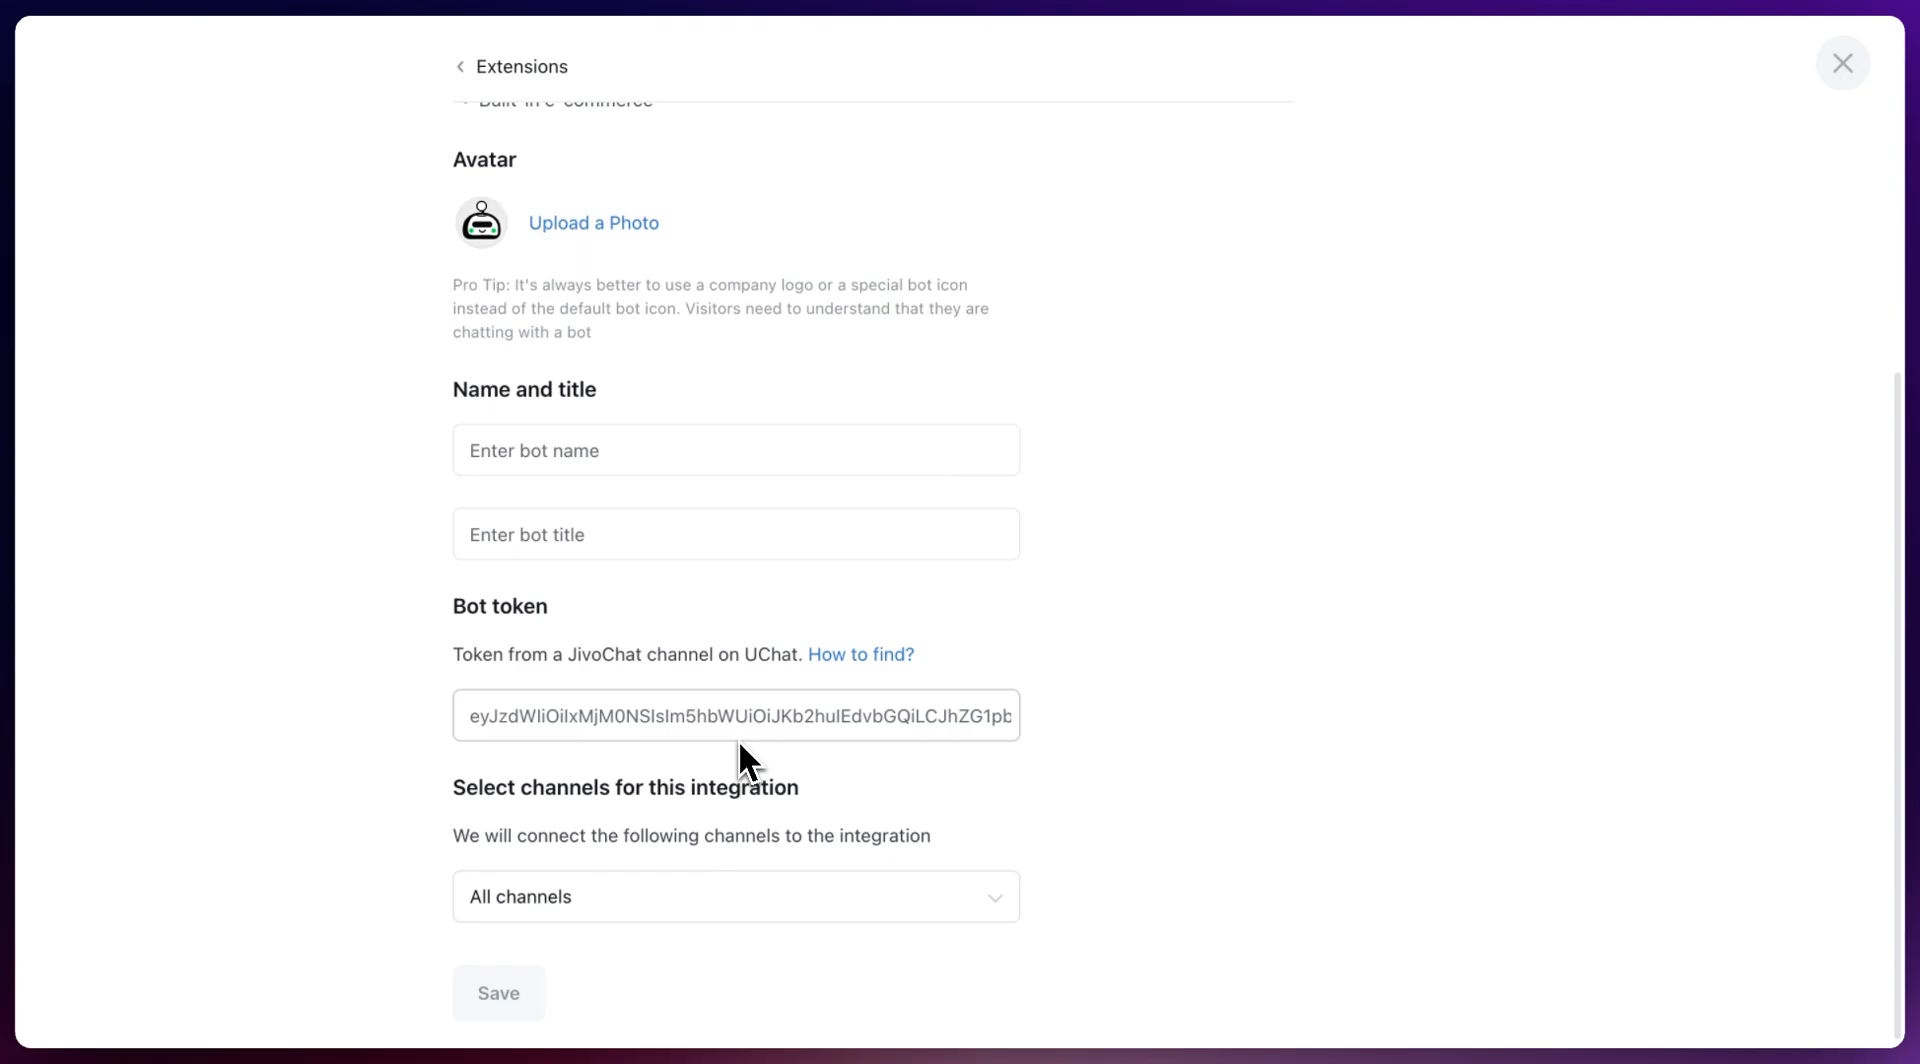 Extensions
Built-in e-commerce
Avatar
Upload a Photo
Pro Tip: It's always better to use a company logo or a special bot icon
instead of the default bot icon. Visitors need to understand that they are
chatting with a bot
Name and title
Enter bot name
Enter bot title
Bot token
Token from a JivoChat channel on UChat. How to find?
eyJzdWIiOiIxMjM0NSIsIm5hbWUiOiJKb2huIEdvbGQiLCJhZG1pb
Select channels for this integration
We will connect the following channels to the integration
All channels
Save